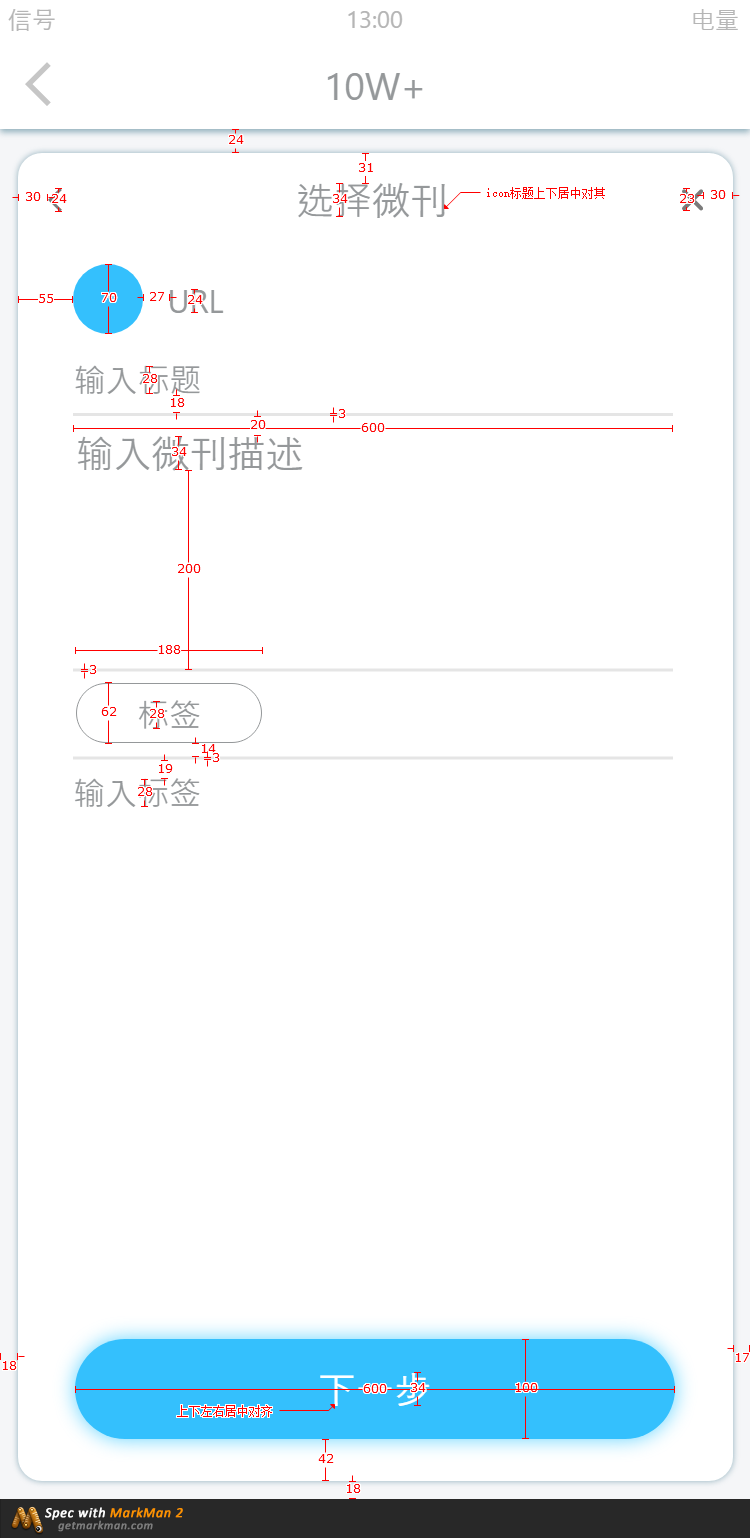 信号 13:00 电量
10W+
24
31
30 24 选择微刊 34 icon标题上下居中对其 23 30
55 70 27 URL 24
输入标题 28
18 20 3
600
输入微刊描述 34
200
188
3
62 标签 28
14
3
19
输入标签 28
18 17
下一步 600 34 100
上下左右居中对齐
42
18
Spec with MarkMan 2
getmarkman.com